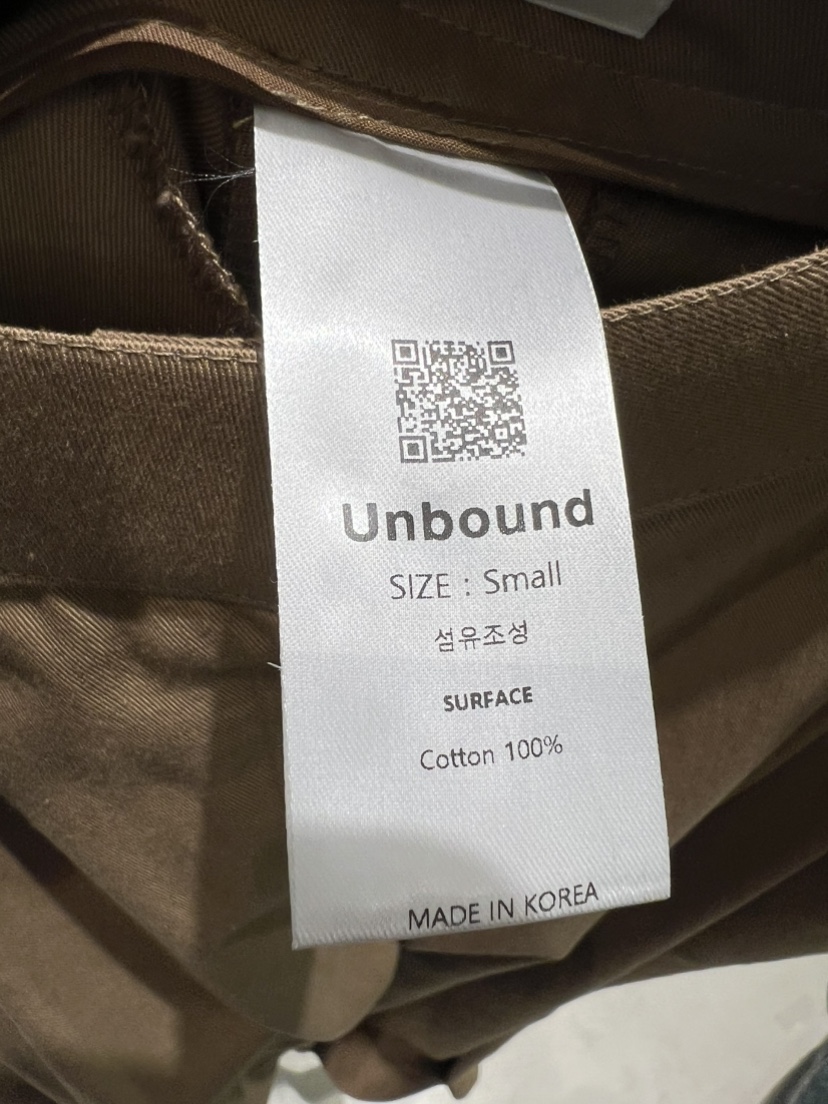 Unbound
SIZE : Small
섬유조성
SURFACE
Cotton 100%
MADE IN KOREA